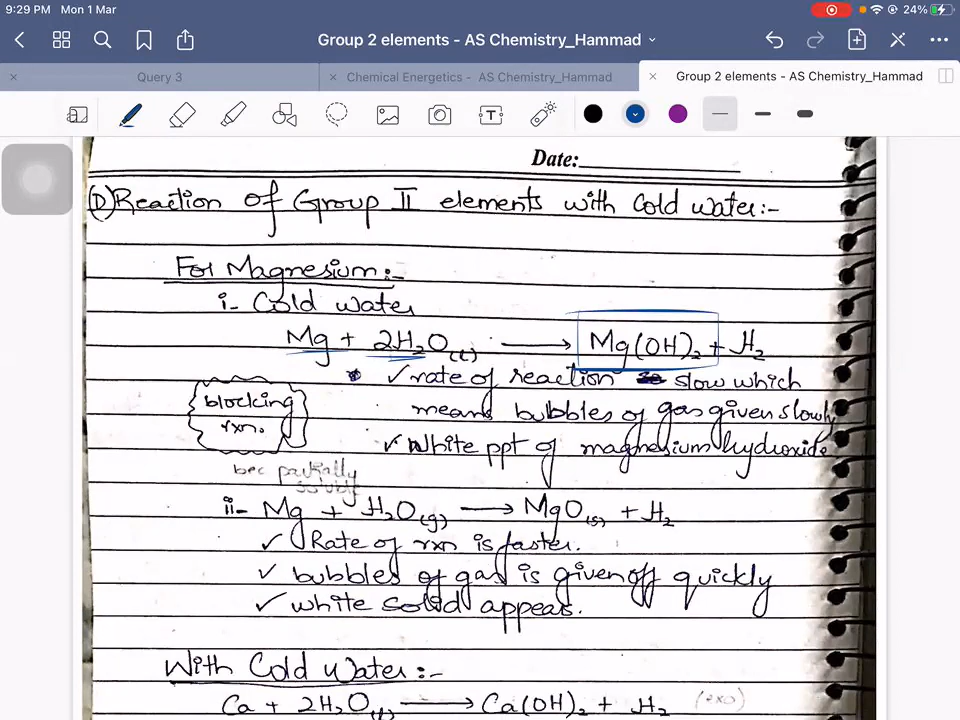 9:29 PM Mon 1 Mar
24%
Group 2 elements - AS Chemistry_Hammad
Query 3
Chemical Energetics - AS Chemistry_Hammad
Group 2 elements - AS Chemistry_Hammad
Date:
(D) Reaction of Group II elements with cold water:-
For Magnesium:-
i- Cold water
Mg + 2H₂O(l) ⟶ Mg(OH)₂ + H₂
✓ rate of reaction slow which
means bubbles of gas given slowly
✓ White ppt of magnesium hydroxide
blocking
rxn.
bec partially
soluble
ii- Mg + H₂O(g) ⟶ MgO(s) + H₂
✓ Rate of rxn is faster.
✓ bubbles of gas is given off quickly
✓ white solid appears.
With Cold Water:-
Ca + 2H₂O(l) ⟶ Ca(OH)₂ + H₂ (exo)